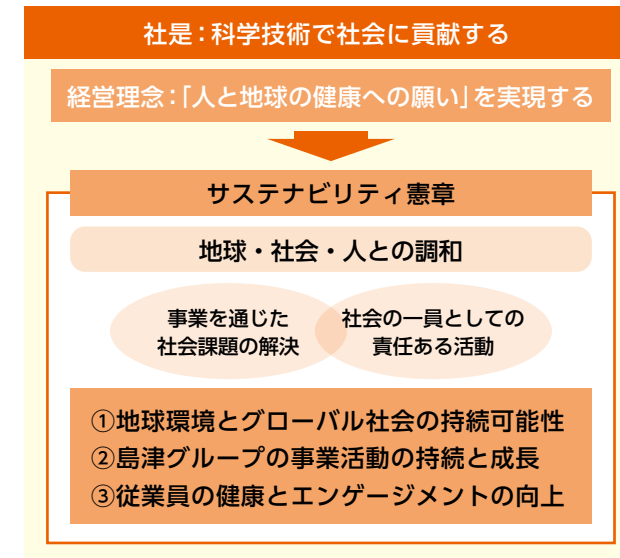 社是：科学技術で社会に貢献する
経営理念：「人と地球の健康への願い」を実現する
サステナビリティ憲章
地球・社会・人との調和
事業を通じた
社会課題の解決
社会の一員としての
責任ある活動
①地球環境とグローバル社会の持続可能性
②島津グループの事業活動の持続と成長
③従業員の健康とエンゲージメントの向上